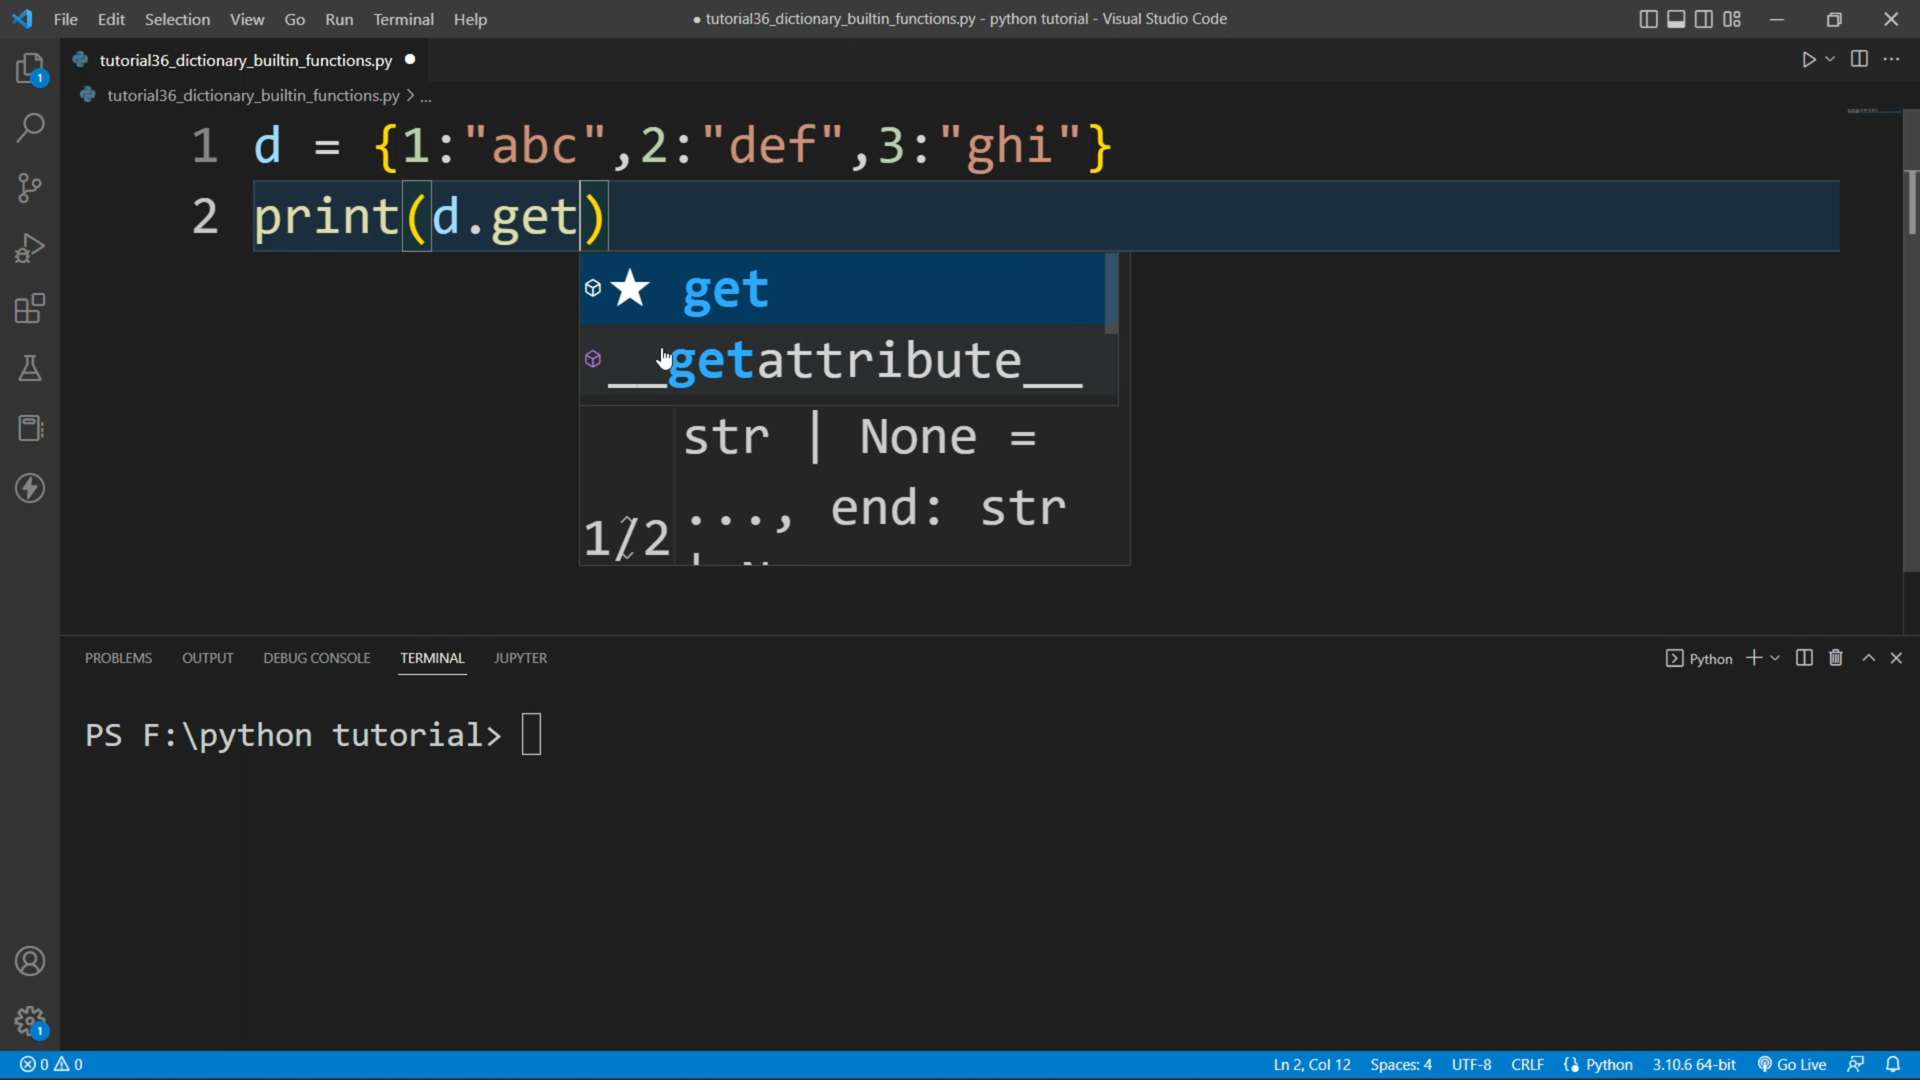 File Edit Selection View Go Run Terminal Help
● tutorial36_dictionary_builtin_functions.py - python tutorial - Visual Studio Code
tutorial36_dictionary_builtin_functions.py ●
1
tutorial36_dictionary_builtin_functions.py > ...
1 d = {1:"abc",2:"def",3:"ghi"}
2 print(d.get)
★ get
__getattribute__
str | None =
..., end: str
1/2
PROBLEMS OUTPUT DEBUG CONSOLE TERMINAL JUPYTER
Python
PS F:\python tutorial>
1
0 0
Ln 2, Col 12 Spaces: 4 UTF-8 CRLF Python 3.10.6 64-bit Go Live